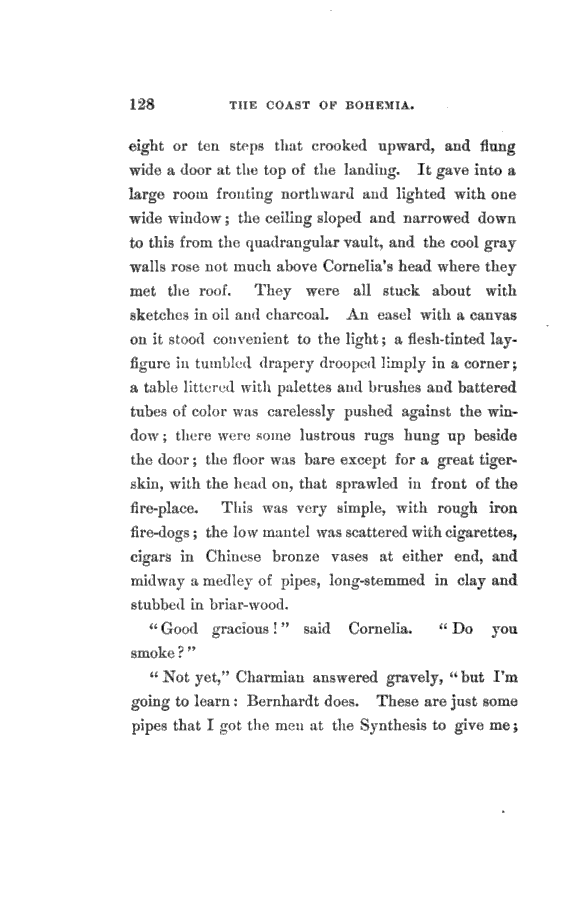 128 THE COAST OF BOHEMIA.
eight or ten steps that crooked upward, and flung
wide a door at the top of the landing. It gave into a
large room fronting northward and lighted with one
wide window; the ceiling sloped and narrowed down
to this from the quadrangular vault, and the cool gray
walls rose not much above Cornelia's head where they
met the roof. They were all stuck about with
sketches in oil and charcoal. An easel with a canvas
on it stood convenient to the light; a flesh-tinted lay-
figure in tumbled drapery drooped limply in a corner;
a table littered with palettes and brushes and battered
tubes of color was carelessly pushed against the win-
dow; there were some lustrous rugs hung up beside
the door; the floor was bare except for a great tiger-
skin, with the head on, that sprawled in front of the
fire-place. This was very simple, with rough iron
fire-dogs; the low mantel was scattered with cigarettes,
cigars in Chinese bronze vases at either end, and
midway a medley of pipes, long-stemmed in clay and
stubbed in briar-wood.
"Good gracious!" said Cornelia. "Do you
smoke?"
"Not yet," Charmian answered gravely, "but I'm
going to learn: Bernhardt does. These are just some
pipes that I got the men at the Synthesis to give me;